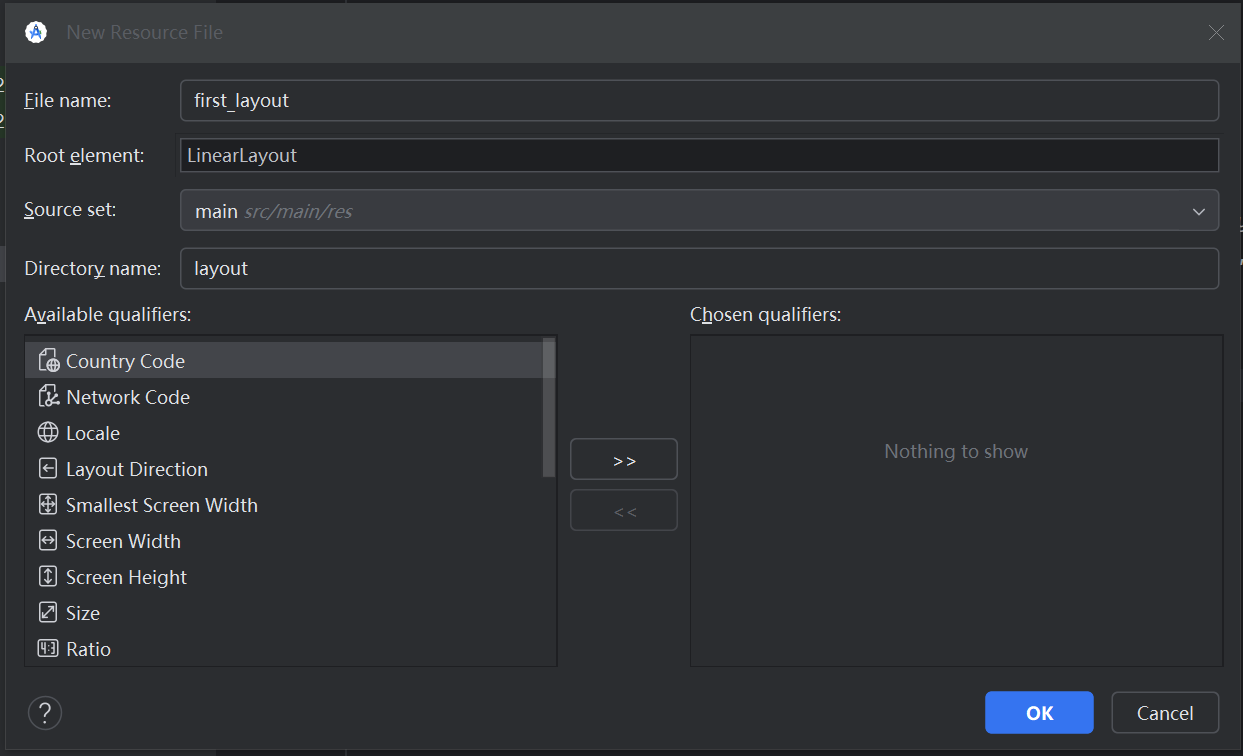 New Resource File
File name: first_layout
Root element: LinearLayout
Source set: main src/main/res
Directory name: layout
Available qualifiers: Chosen qualifiers:
Country Code
Network Code
Locale
Layout Direction
Smallest Screen Width
Screen Width
Screen Height
Size
4:3 Ratio
>>
<<
Nothing to show
? OK Cancel